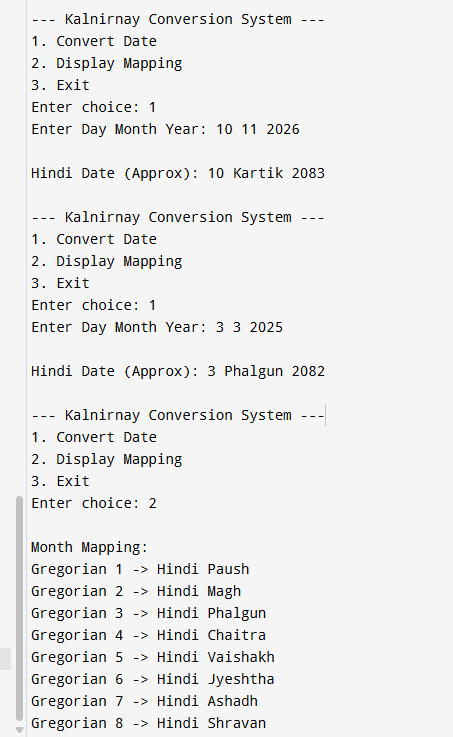 --- Kalnirnay Conversion System ---
1. Convert Date
2. Display Mapping
3. Exit
Enter choice: 1
Enter Day Month Year: 10 11 2026
Hindi Date (Approx): 10 Kartik 2083
--- Kalnirnay Conversion System ---
1. Convert Date
2. Display Mapping
3. Exit
Enter choice: 1
Enter Day Month Year: 3 3 2025
Hindi Date (Approx): 3 Phalgun 2082
--- Kalnirnay Conversion System ---
1. Convert Date
2. Display Mapping
3. Exit
Enter choice: 2
Month Mapping:
Gregorian 1 -> Hindi Paush
Gregorian 2 -> Hindi Magh
Gregorian 3 -> Hindi Phalgun
Gregorian 4 -> Hindi Chaitra
Gregorian 5 -> Hindi Vaishakh
Gregorian 6 -> Hindi Jyeshtha
Gregorian 7 -> Hindi Ashadh
Gregorian 8 -> Hindi Shravan